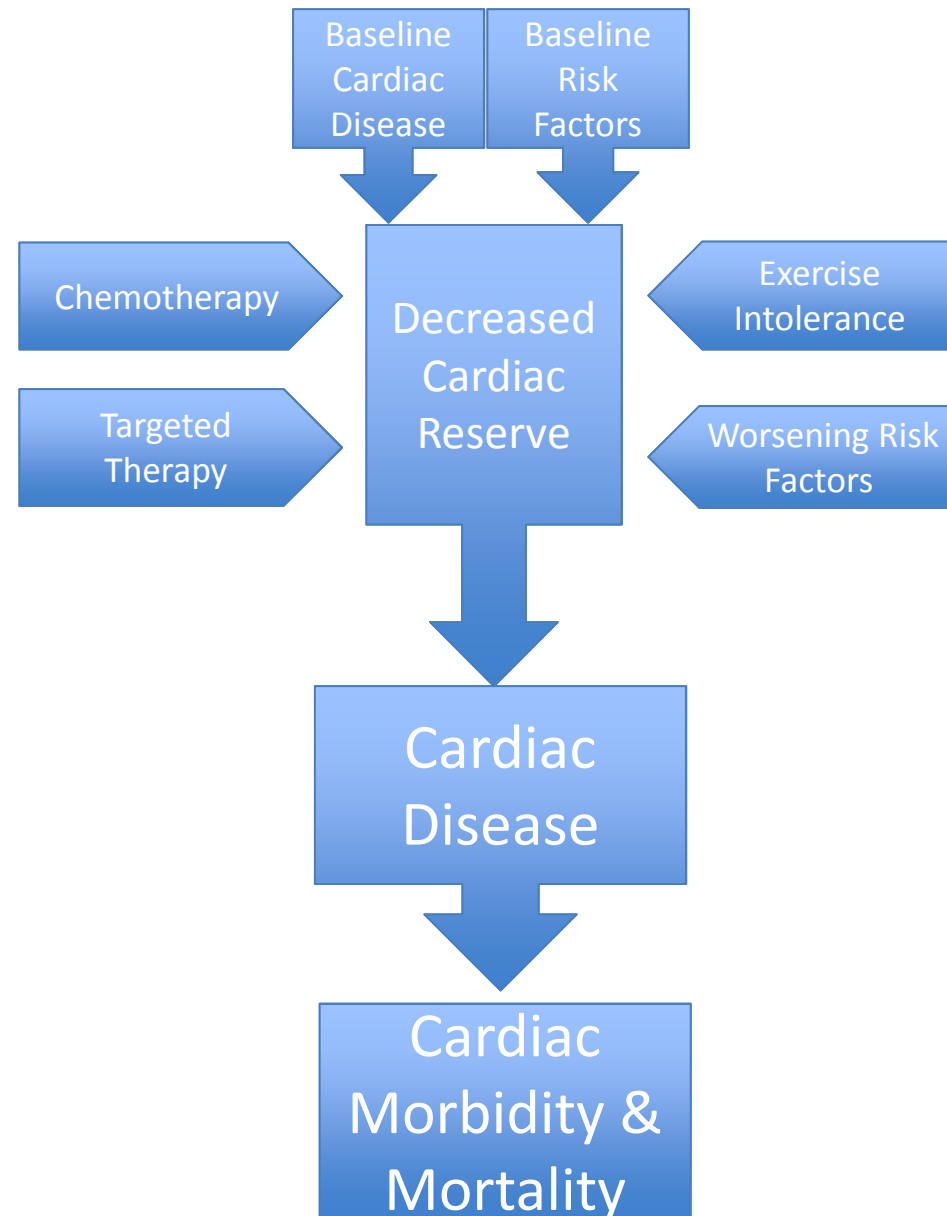 Baseline
Cardiac
Disease
Baseline
Risk
Factors
Chemotherapy
Targeted
Therapy
Decreased
Cardiac
Reserve
Exercise
Intolerance
Worsening Risk
Factors
Cardiac
Disease
Cardiac
Morbidity &
Mortality